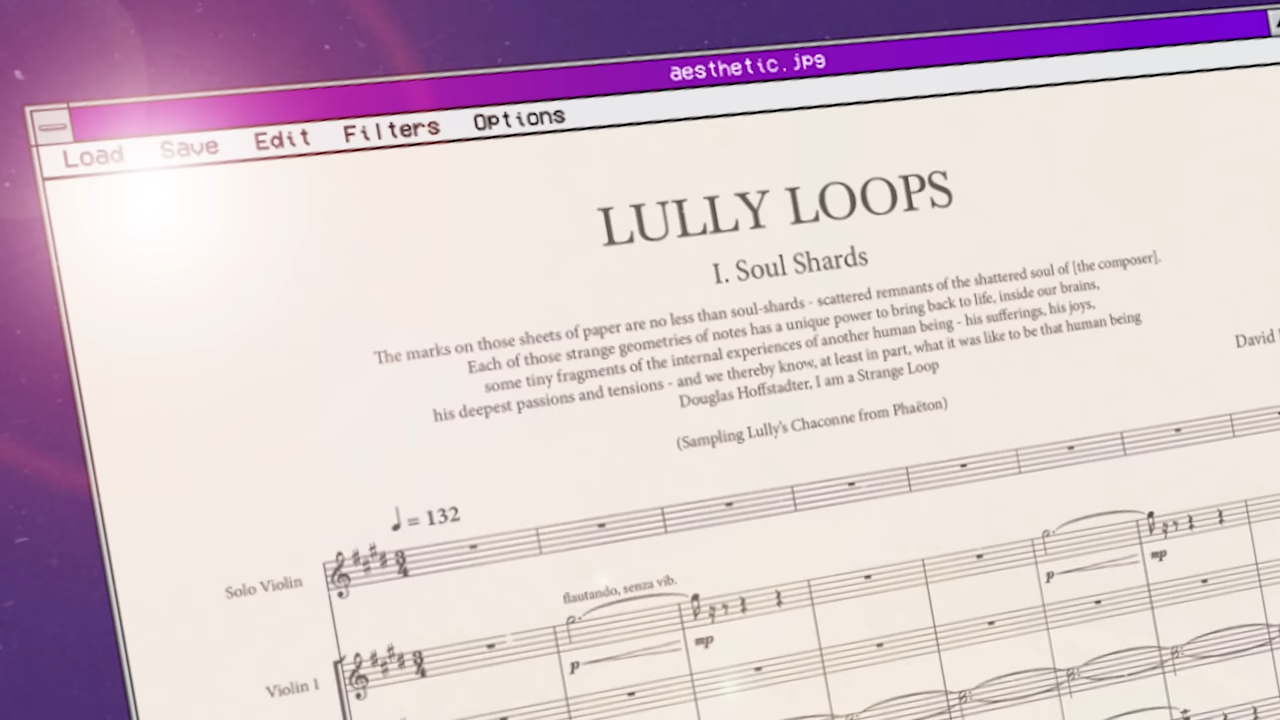 aesthetic.jpg
Load Save Edit Filters Options
LULLY LOOPS
I. Soul Shards
The marks on those sheets of paper are no less than soul-shards - scattered remnants of the shattered soul of [the composer].
Each of those strange geometries of notes has a unique power to bring back to life, inside our brains,
some tiny fragments of the internal experiences of another human being - his sufferings, his joys,
his deepest passions and tensions - and we thereby know, at least in part, what it was like to be that human being
Douglas Hoffstadter, I am a Strange Loop
David
(Sampling Lully's Chaconne from Phaëton)
= 132
Solo Violin
flautando, senza vib.
p mp
Violin 1
p mp